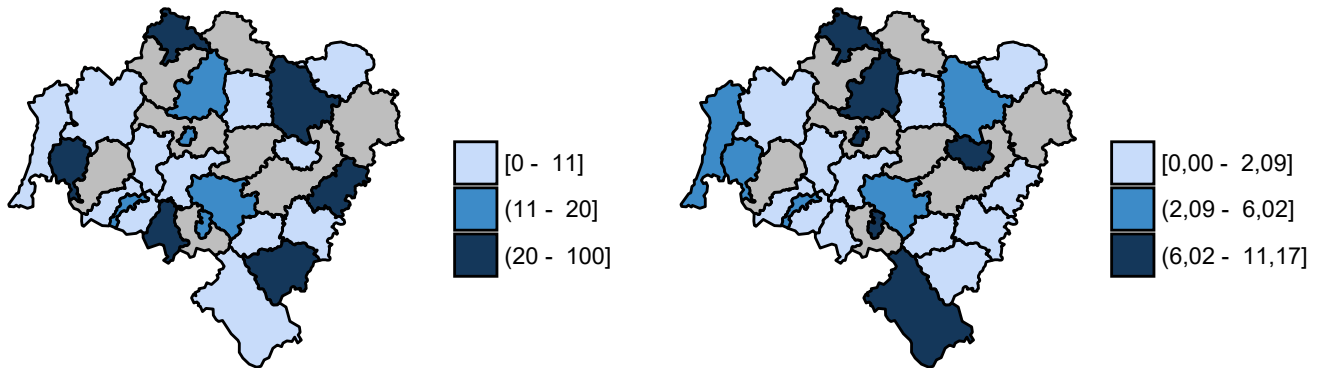 [0 - 11]
(11 - 20]
(20 - 100]
[0,00 - 2,09]
(2,09 - 6,02]
(6,02 - 11,17]